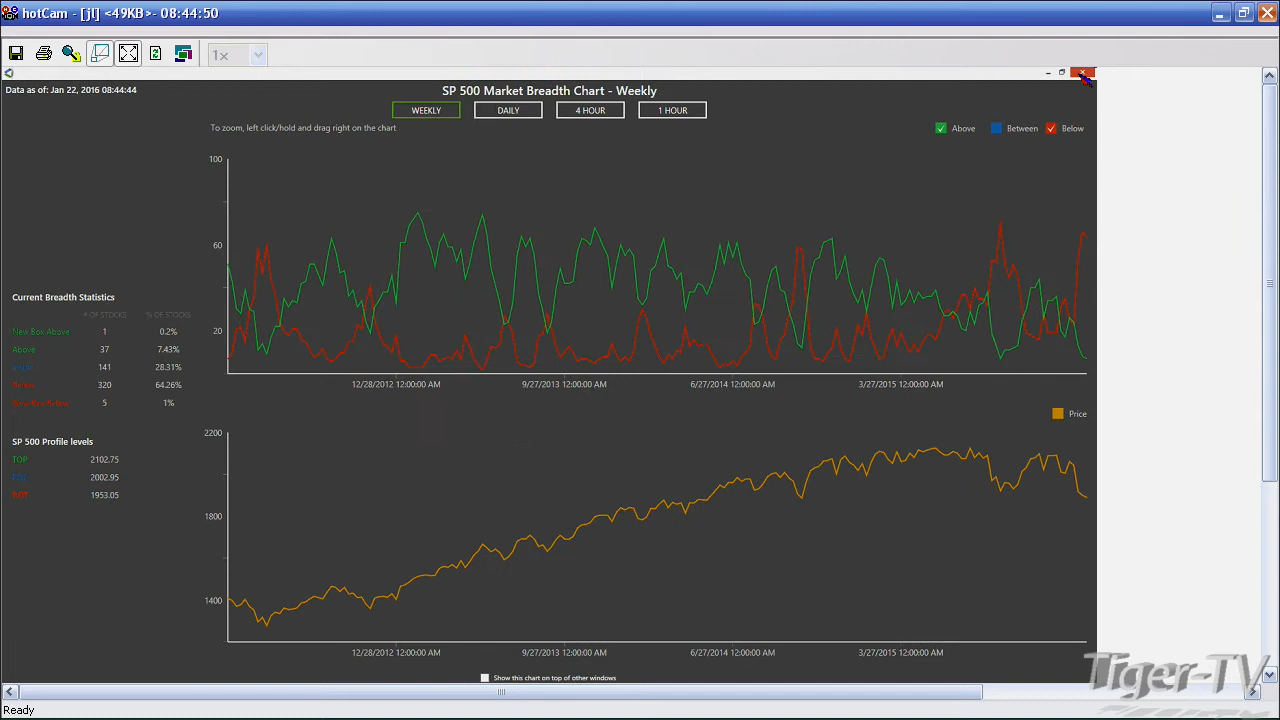 hotCam - [jl] <49KB>- 08:44:50
1x
Data as of: Jan 22, 2016 08:44:44
SP 500 Market Breadth Chart - Weekly
WEEKLY
DAILY
4 HOUR
1 HOUR
To zoom, left click/hold and drag right on the chart
Above
Between
Below
100
60
20
12/28/2012 12:00:00 AM
9/27/2013 12:00:00 AM
6/27/2014 12:00:00 AM
3/27/2015 12:00:00 AM
Current Breadth Statistics
# OF STOCKS % OF STOCKS
New Box Above 1 0.2%
Above 37 7.43%
141 28.31%
Below 320 64.26%
New Box Below 5 1%
SP 500 Profile levels
TOP 2102.75
2002.95
BOT 1953.05
Price
2200
1800
1400
12/28/2012 12:00:00 AM
9/27/2013 12:00:00 AM
6/27/2014 12:00:00 AM
3/27/2015 12:00:00 AM
Show this chart on top of other windows
Tiger-TV
Ready